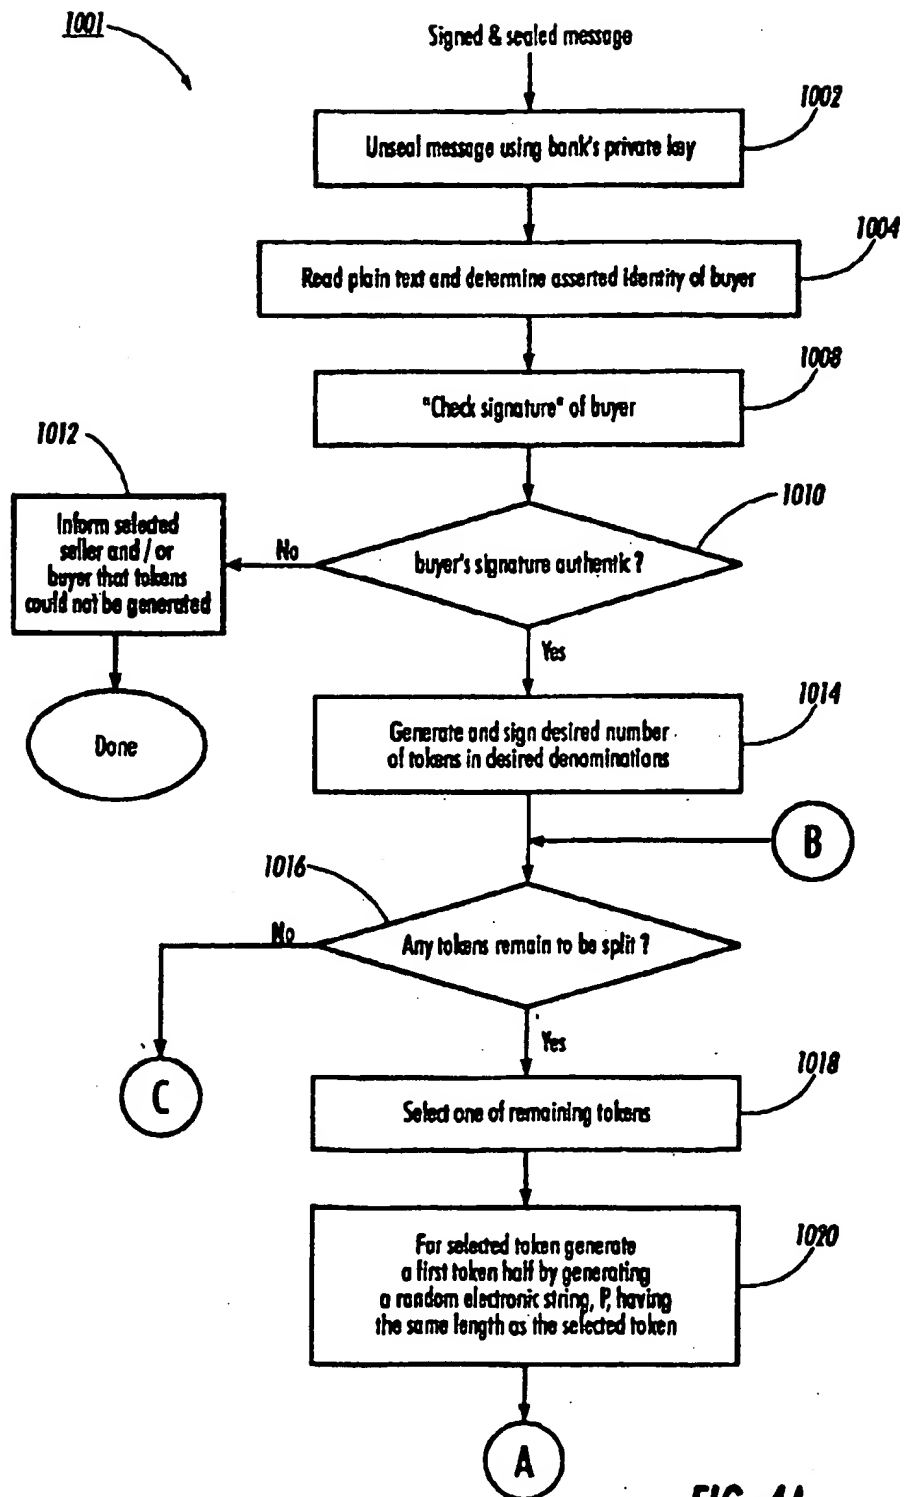 1001
Signed & sealed message
1002
Unseal message using bank's private key
1004
Read plain text and determine asserted identity of buyer
1008
"Check signature" of buyer
1012
Inform selected
seller and / or
buyer that tokens
could not be generated
No
1010
buyer's signature authentic ?
Yes
Done
1014
Generate and sign desired number
of tokens in desired denominations
B
1016
No
Any tokens remain to be split ?
Yes
C
1018
Select one of remaining tokens
1020
For selected token generate
a first token half by generating
a random electronic string, P, having
the same length as the selected token
A
FIG. 4A